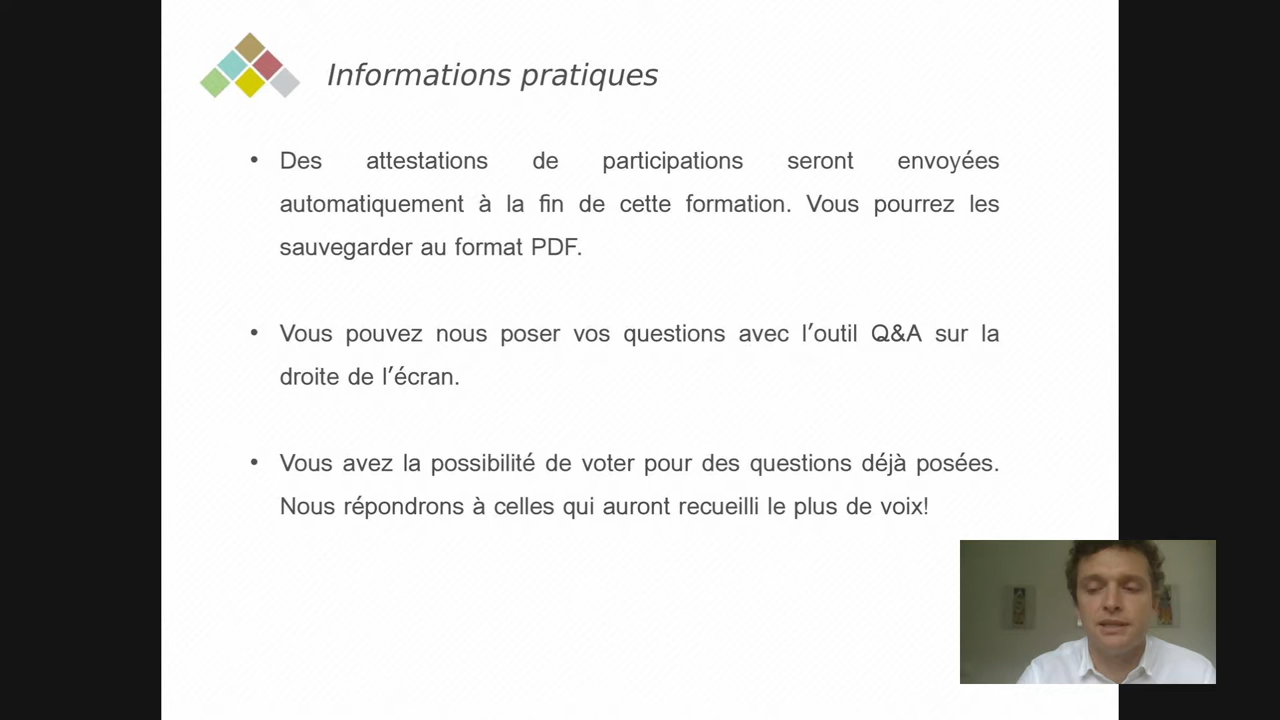 Informations pratiques
• Des attestations de participations seront envoyées
automatiquement à la fin de cette formation. Vous pourrez les
sauvegarder au format PDF.
• Vous pouvez nous poser vos questions avec l’outil Q&A sur la
droite de l’écran.
• Vous avez la possibilité de voter pour des questions déjà posées.
Nous répondrons à celles qui auront recueilli le plus de voix!